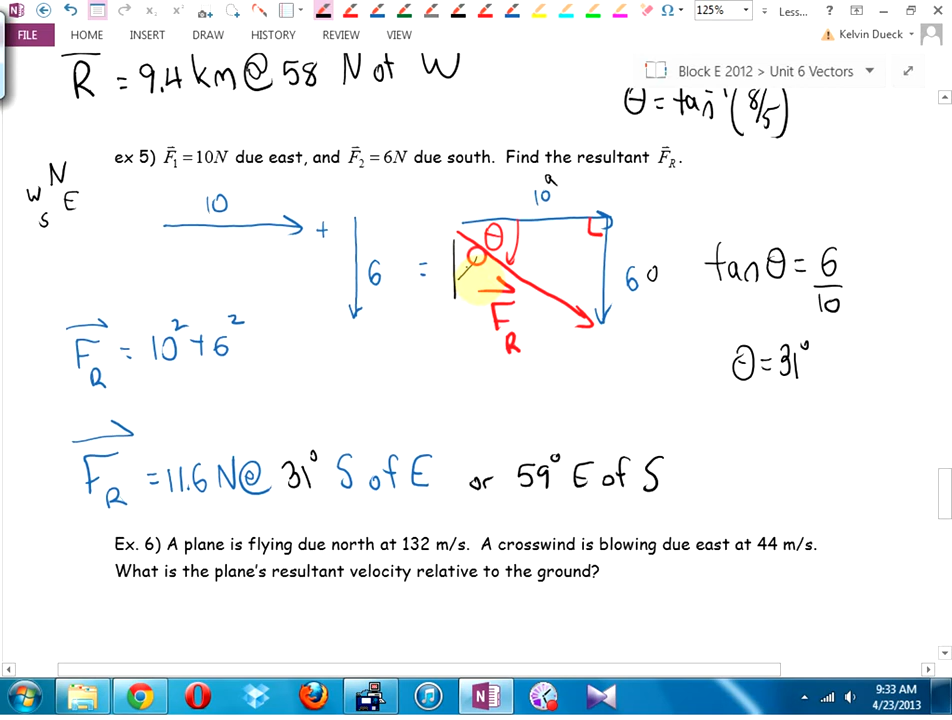 125%
Less...
FILE HOME INSERT DRAW HISTORY REVIEW VIEW
Kelvin Dueck
R = 9.4 km @ 58 N of W
Block E 2012 > Unit 6 Vectors
θ = tan⁻¹ (8/5)
ex 5) F₁ = 10N due east, and F₂ = 6N due south. Find the resultant F_R.
N
W E
S
10 + 6 = 10 a
θ
6 o
F_R
tan θ = 6/10
F_R = 10² + 6²
θ = 31°
F_R = 11.6 N @ 31° S of E or 59° E of S
Ex. 6) A plane is flying due north at 132 m/s. A crosswind is blowing due east at 44 m/s.
What is the plane's resultant velocity relative to the ground?
9:33 AM
4/23/2013